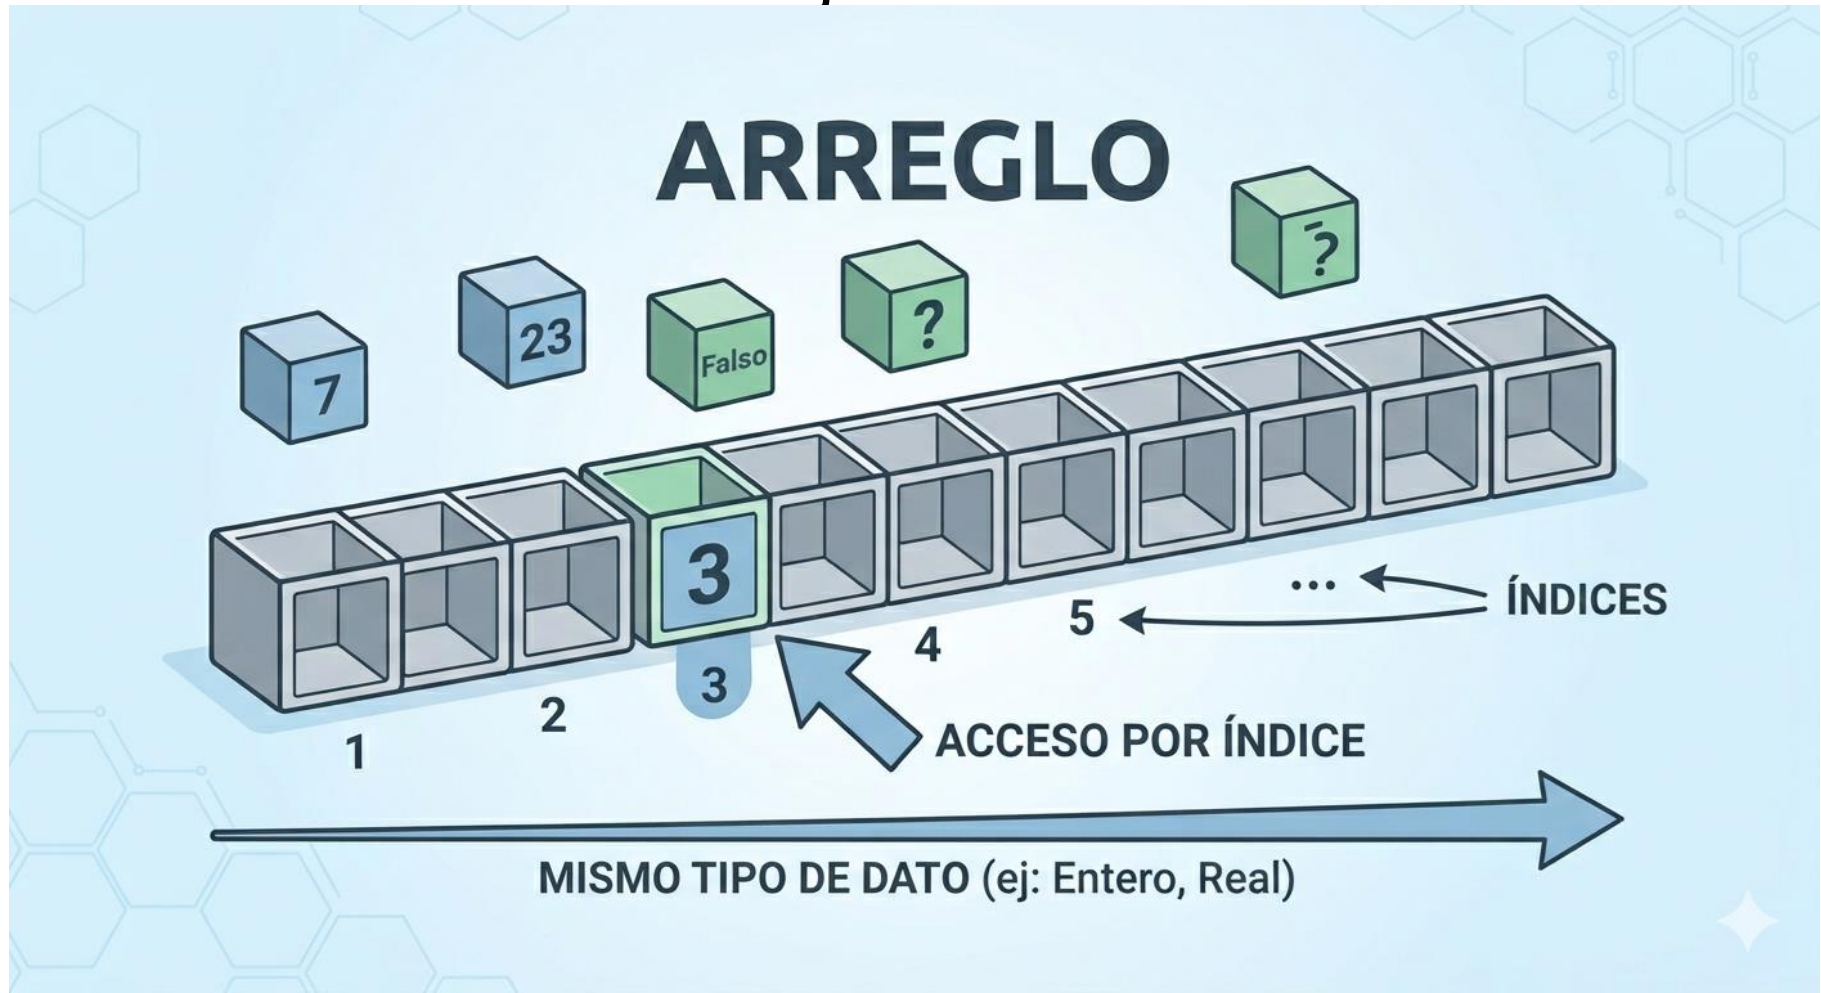 ARREGLO
7
23
Falso
?
?
3
1
2
3
4
5
...
ÍNDICES
ACCESO POR ÍNDICE
MISMO TIPO DE DATO (ej: Entero, Real)